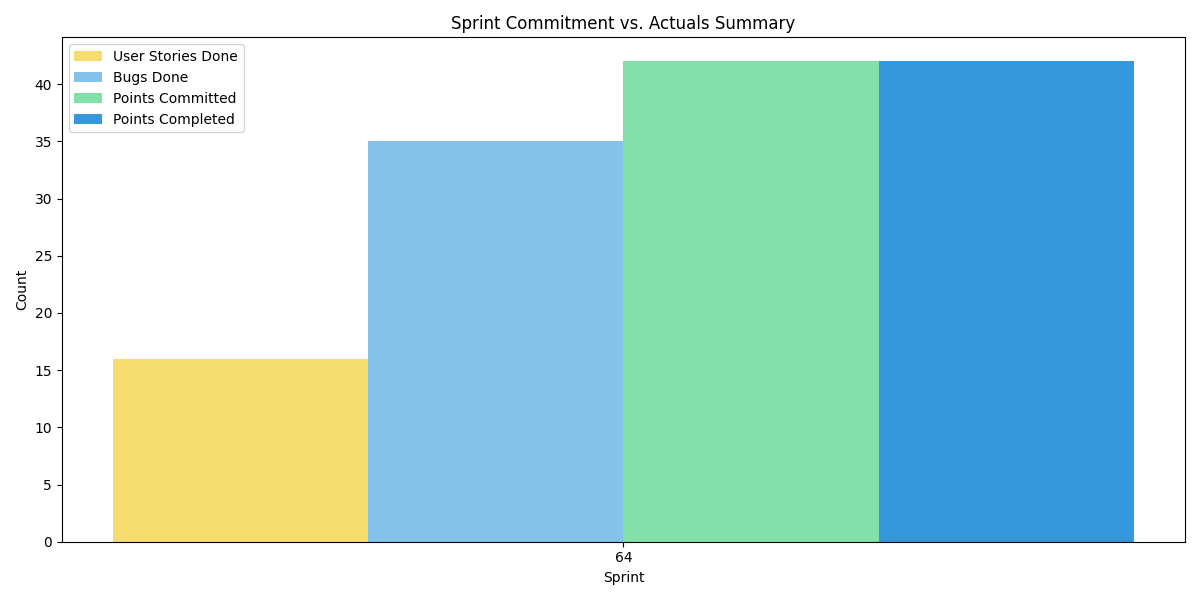 Sprint Commitment vs. Actuals Summary
User Stories Done
Bugs Done
Points Committed
Points Completed
40
35
30
25
20
15
10
5
0
Count
64
Sprint